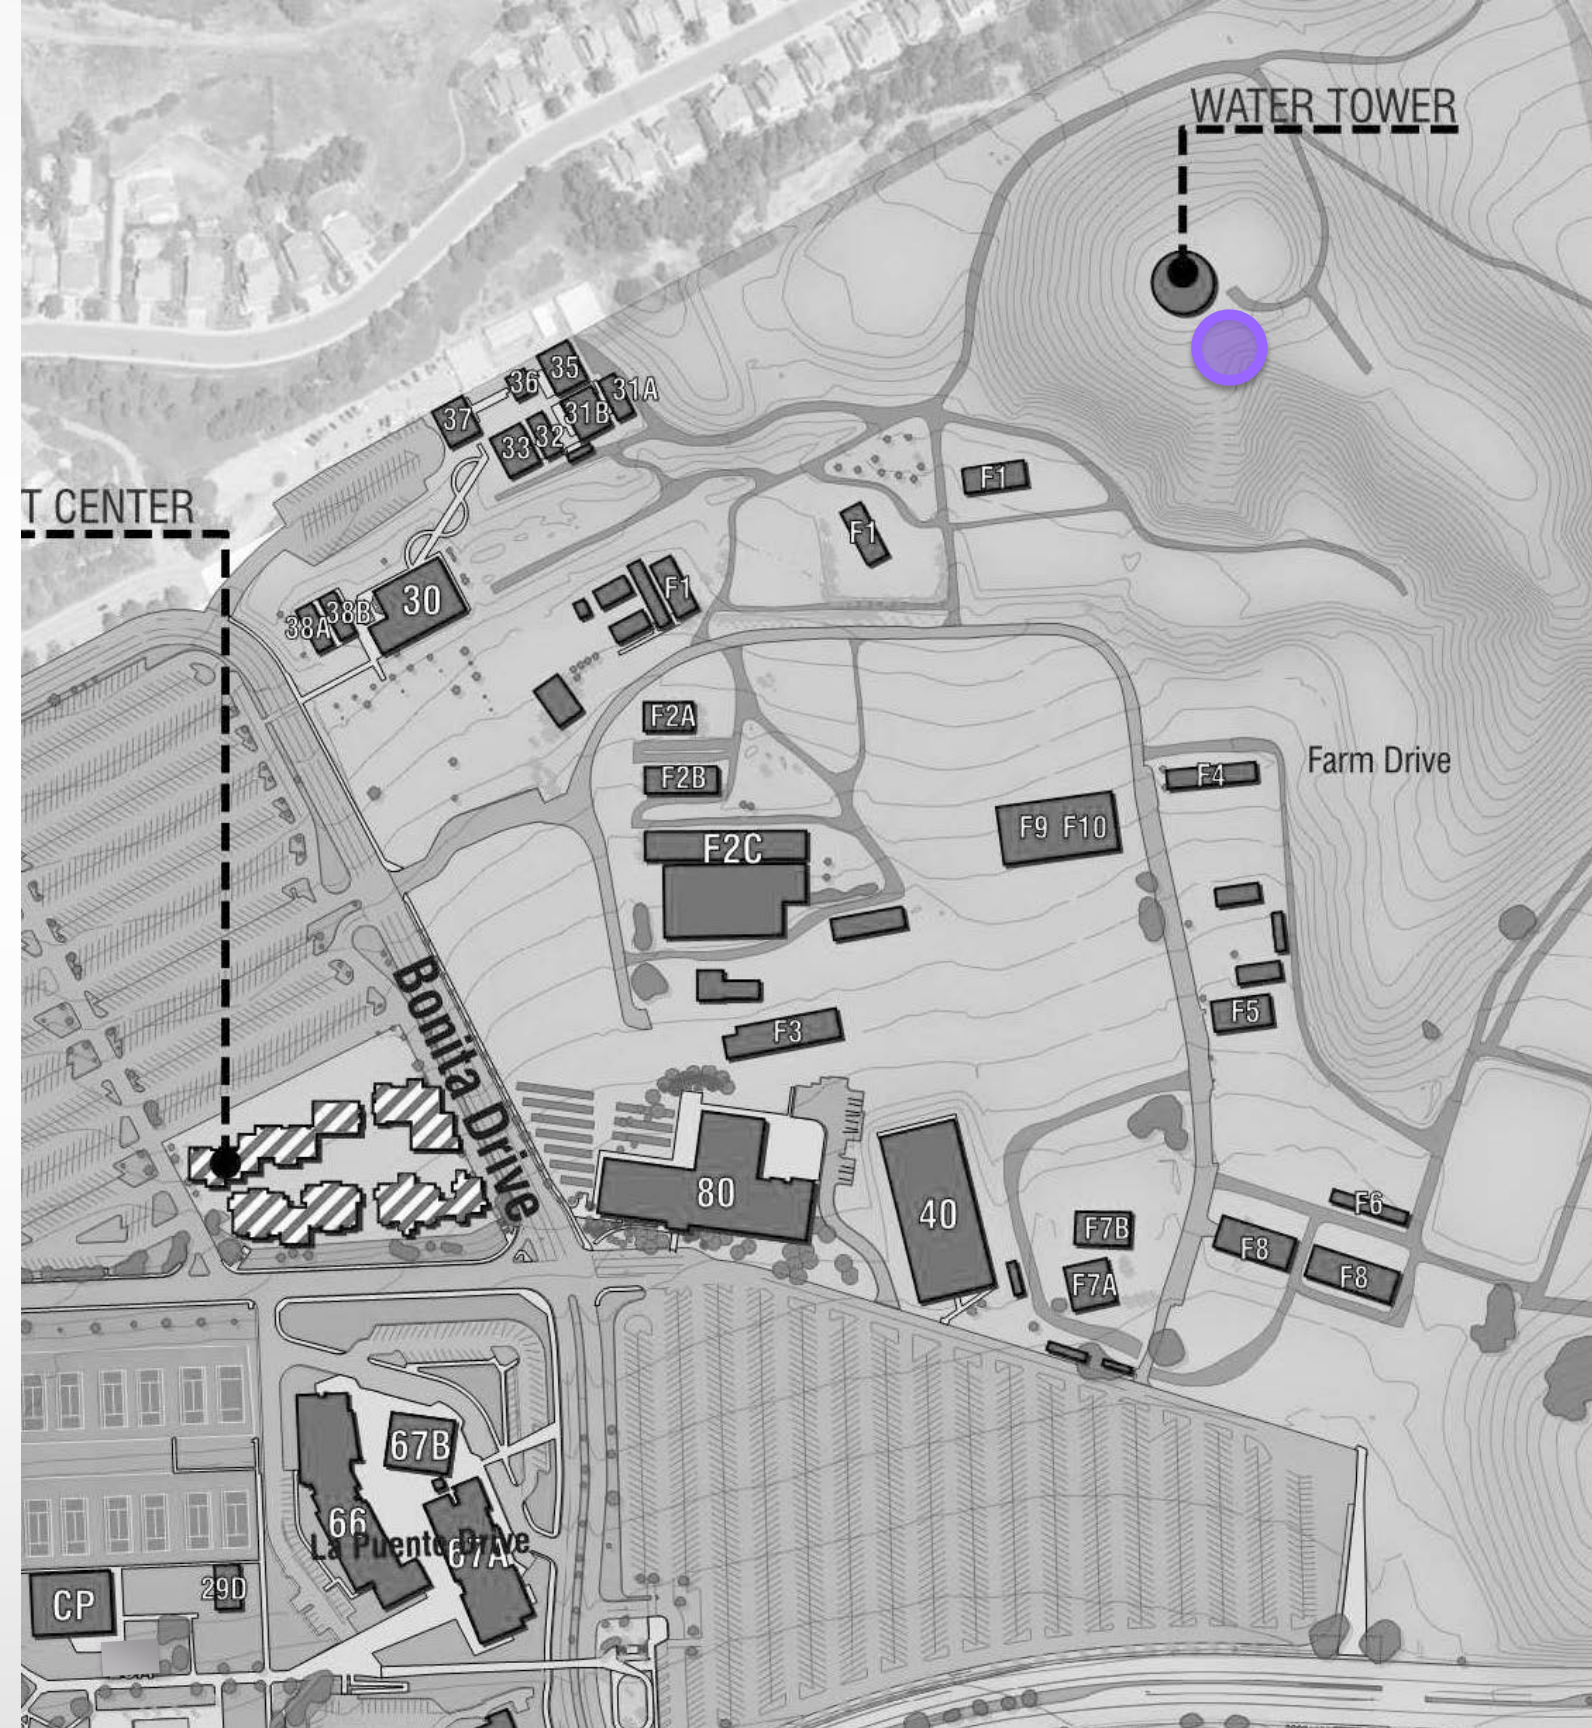 WATER TOWER
35
36
31A
31B
37
32
33
F1
T CENTER
F1
F1
30
38B
38A
F2A
Farm Drive
F4
F2B
F9 F10
F2C
F5
F3
Bonita Drive
80
F6
40
F7B
F8
F8
F7A
67B
66
La Puente Drive
67A
29D
CP